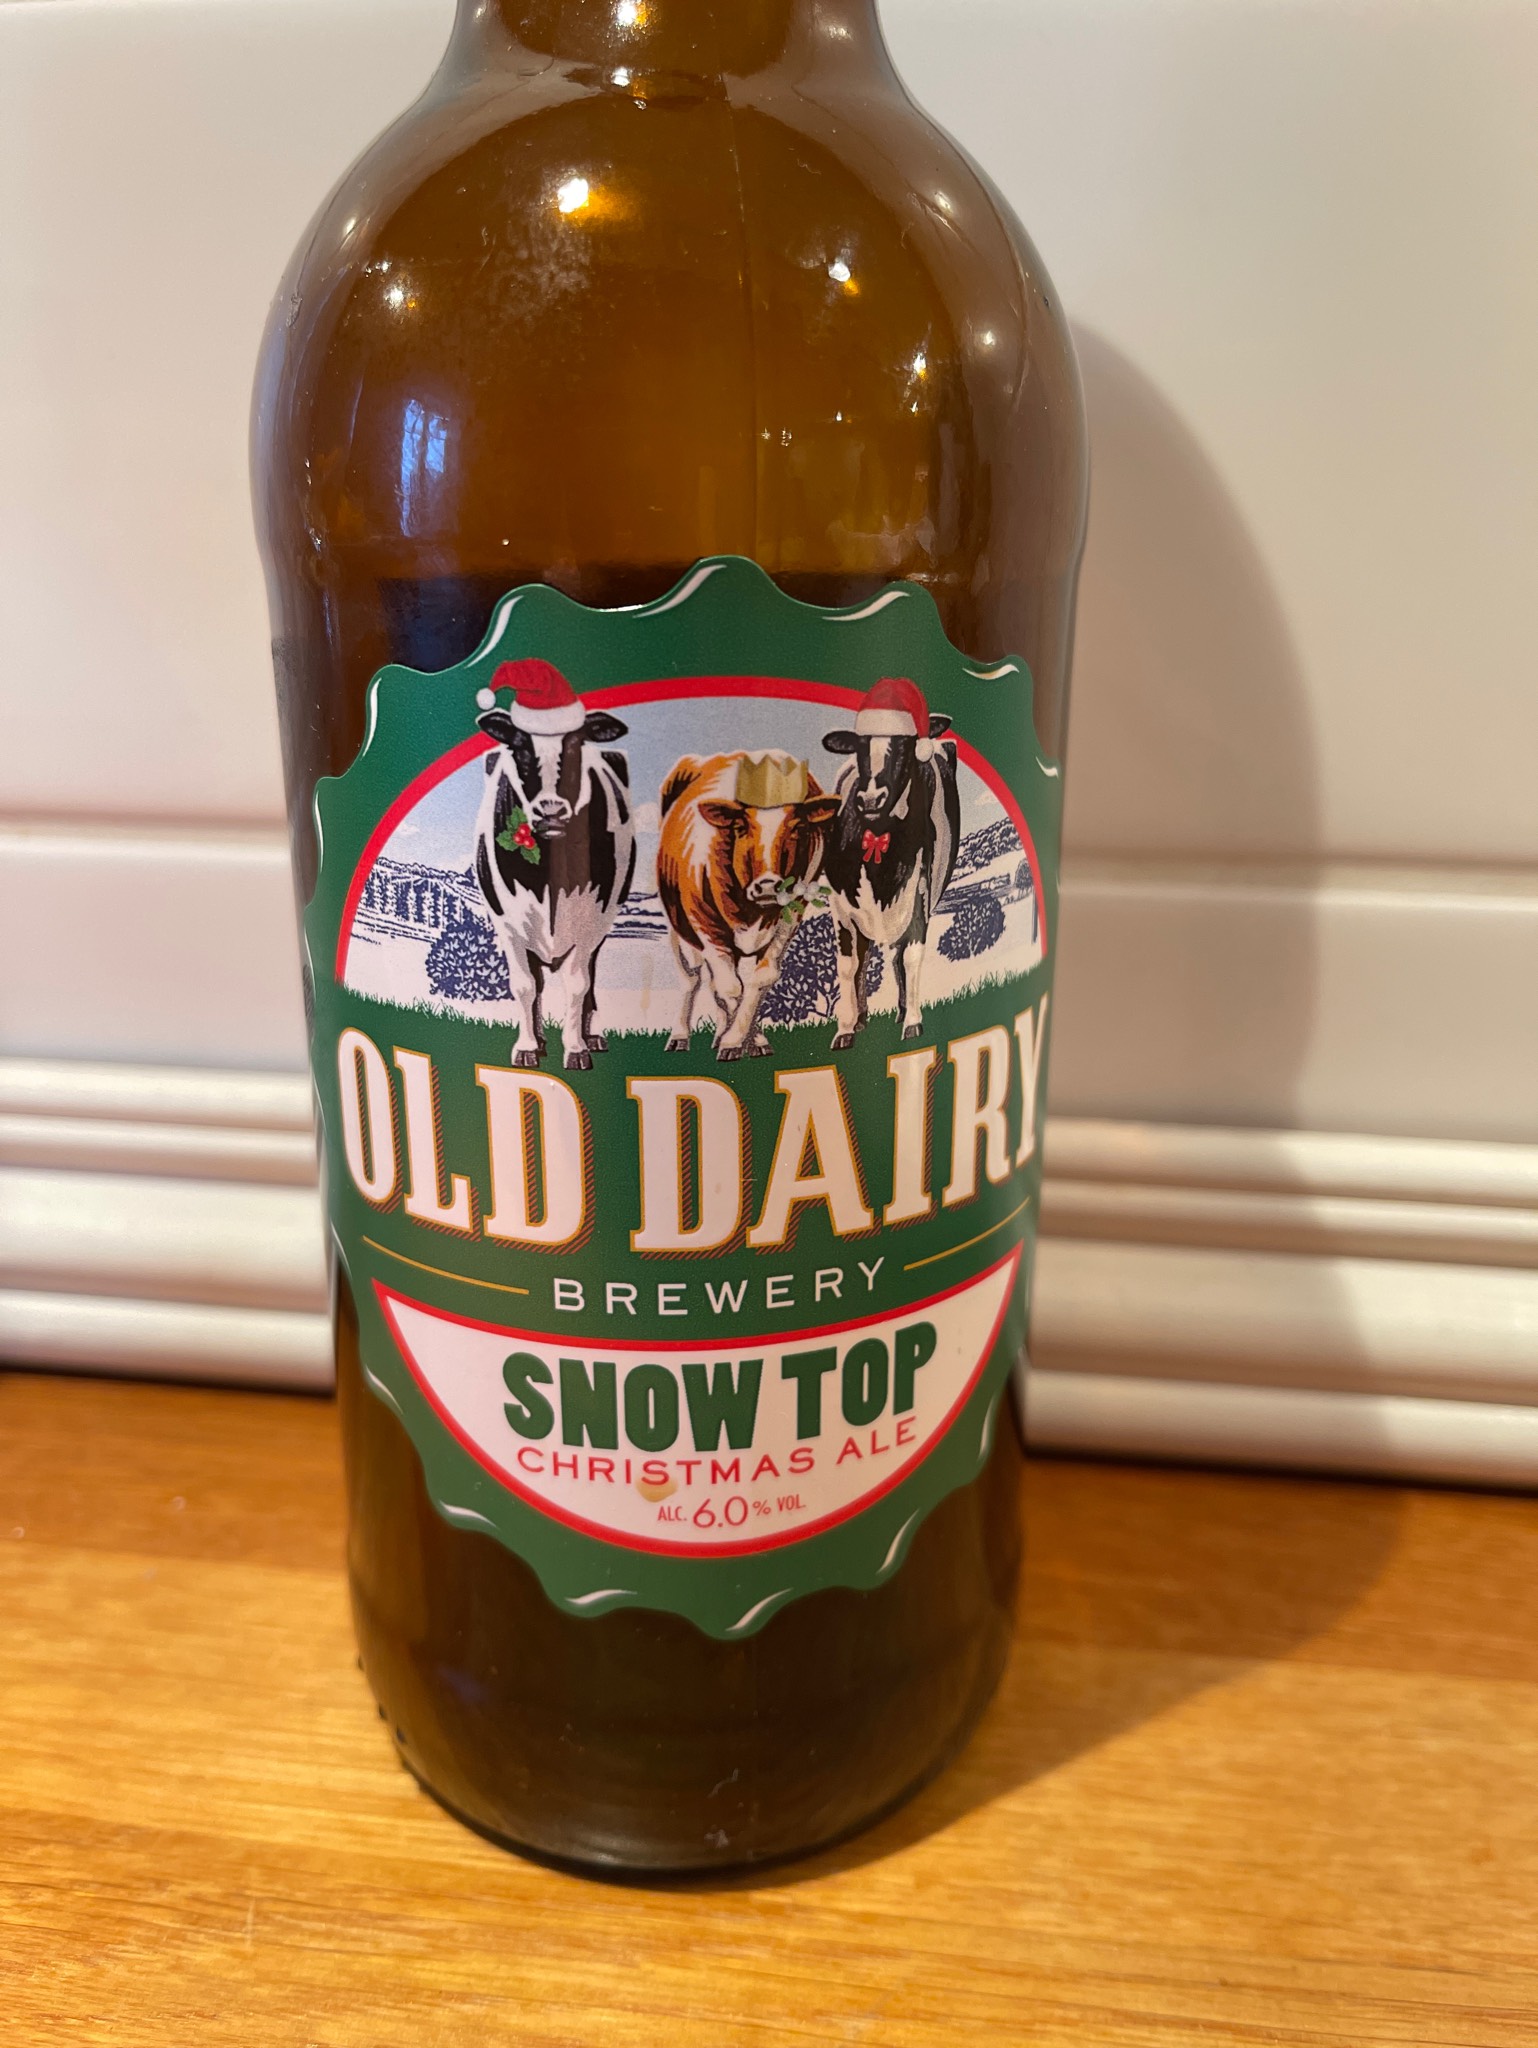 OLD DAIRY
BREWERY
SNOW TOP
CHRISTMAS ALE
ALC. 6.0% VOL.